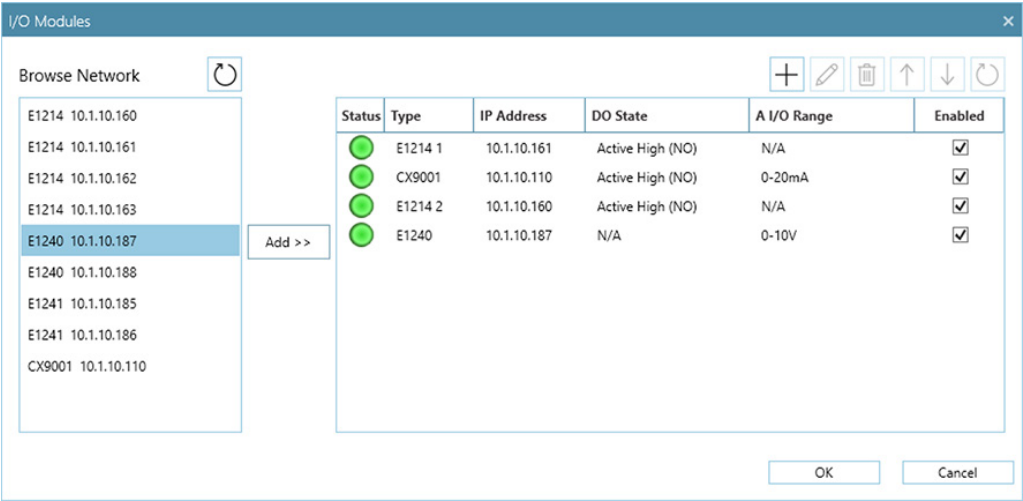 I/O Modules
Browse Network
E1214 10.1.10.160
E1214 10.1.10.161
E1214 10.1.10.162
E1214 10.1.10.163
E1240 10.1.10.187
E1240 10.1.10.188
E1241 10.1.10.185
E1241 10.1.10.186
CX9001 10.1.10.110
Add >>
Status Type IP Address DO State A I/O Range Enabled
E1214 1 10.1.10.161 Active High (NO) N/A
CX9001 10.1.10.110 Active High (NO) 0-20mA
E1214 2 10.1.10.160 Active High (NO) N/A
E1240 10.1.10.187 N/A 0-10V
OK Cancel